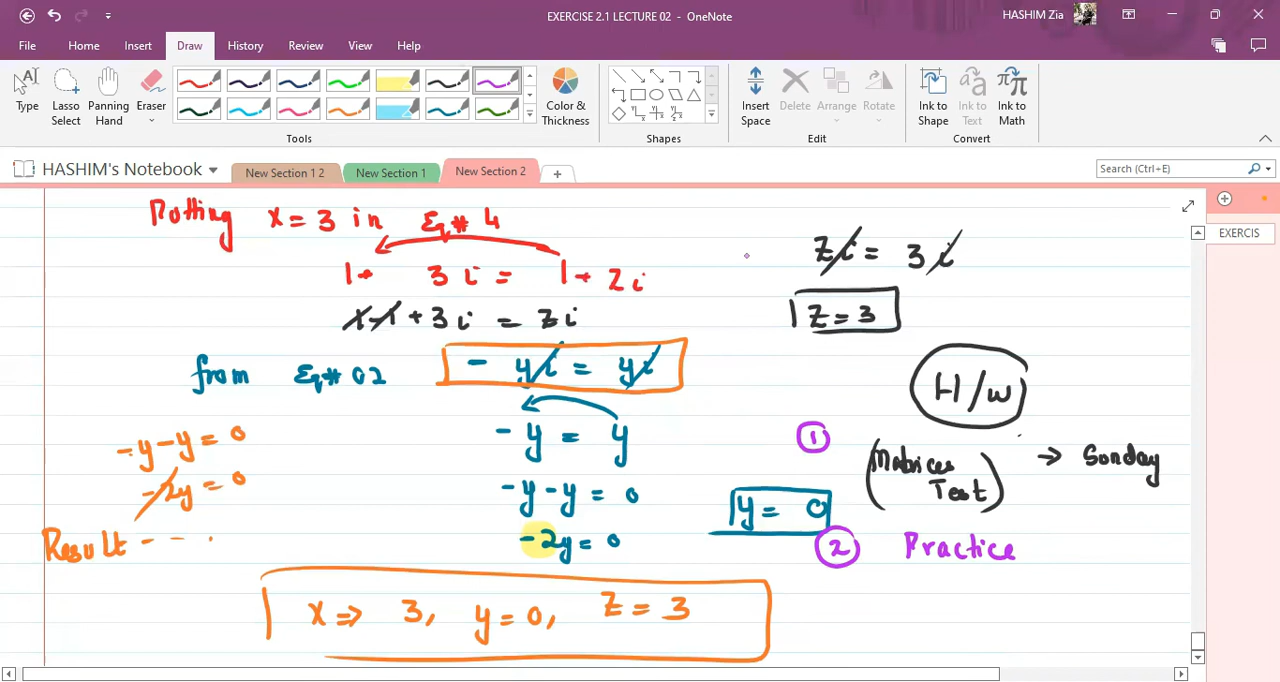 EXERCISE 2.1 LECTURE 02 - OneNote
HASHIM Zia
File Home Insert Draw History Review View Help
Type
Lasso Select
Panning Hand
Eraser
Color & Thickness
Insert Space
Delete
Arrange
Rotate
Ink to Shape
Ink to Text
Ink to Math
Tools
Shapes
Edit
Convert
HASHIM's Notebook
New Section 1 2
New Section 1
New Section 2
Search (Ctrl+E)
EXERCIS
Putting x = 3 in Eq# 4
1 + 3i = 1 + zi
1 - 1 + 3i = zi
zi = 3i
z = 3
from Eq# 02
- yi = yi
- y = y
- y - y = 0
- 2y = 0
y = 0
- y - y = 0
- 2y = 0
Result - - .
x ⇒ 3, y = 0, z = 3
H/W
① (Matrices Test) → Sunday
② Practice